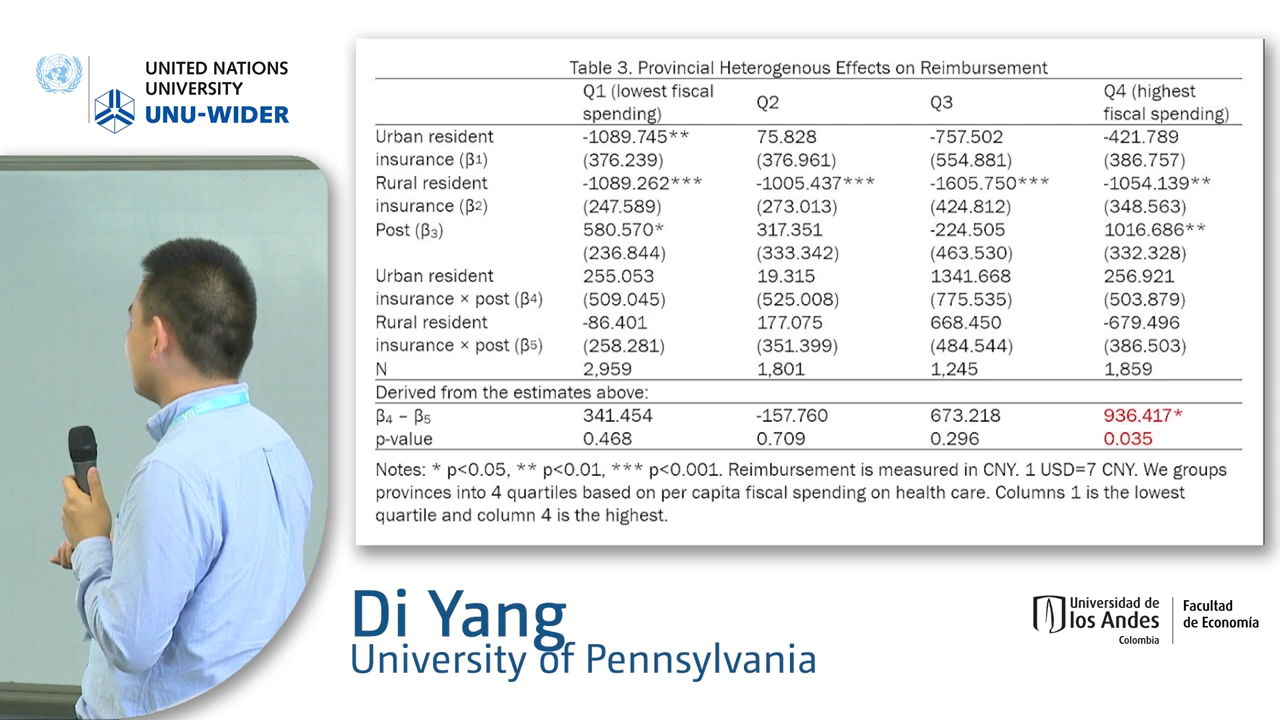 UNITED NATIONS
UNIVERSITY
UNU-WIDER
Table 3. Provincial Heterogenous Effects on Reimbursement
Q1 (lowest fiscal spending) Q2 Q3 Q4 (highest fiscal spending)
Urban resident -1089.745** 75.828 -757.502 -421.789
insurance (β1) (376.239) (376.961) (554.881) (386.757)
Rural resident -1089.262*** -1005.437*** -1605.750*** -1054.139**
insurance (β2) (247.589) (273.013) (424.812) (348.563)
Post (β3) 580.570* 317.351 -224.505 1016.686**
(236.844) (333.342) (463.530) (332.328)
Urban resident 255.053 19.315 1341.668 256.921
insurance × post (β4) (509.045) (525.008) (775.535) (503.879)
Rural resident -86.401 177.075 668.450 -679.496
insurance × post (β5) (258.281) (351.399) (484.544) (386.503)
N 2,959 1,801 1,245 1,859
Derived from the estimates above:
β4 – β5 341.454 -157.760 673.218 936.417*
p-value 0.468 0.709 0.296 0.035
Notes: * p<0.05, ** p<0.01, *** p<0.001. Reimbursement is measured in CNY. 1 USD=7 CNY. We groups
provinces into 4 quartiles based on per capita fiscal spending on health care. Columns 1 is the lowest
quartile and column 4 is the highest.
Di Yang
University of Pennsylvania
Universidad de
los Andes
Colombia
Facultad
de Economía